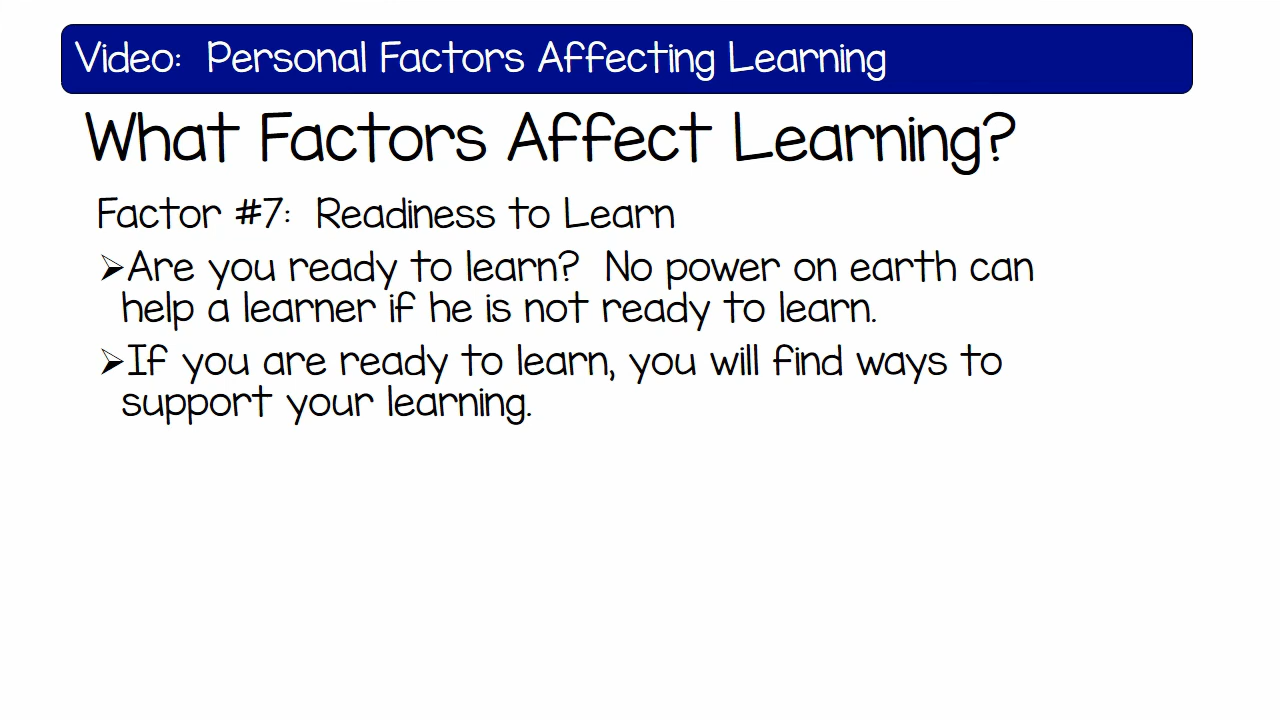 Video:  Personal Factors Affecting Learning
What Factors Affect Learning?
Factor #7:  Readiness to Learn
➢Are you ready to learn?  No power on earth can
help a learner if he is not ready to learn.
➢If you are ready to learn, you will find ways to
support your learning.